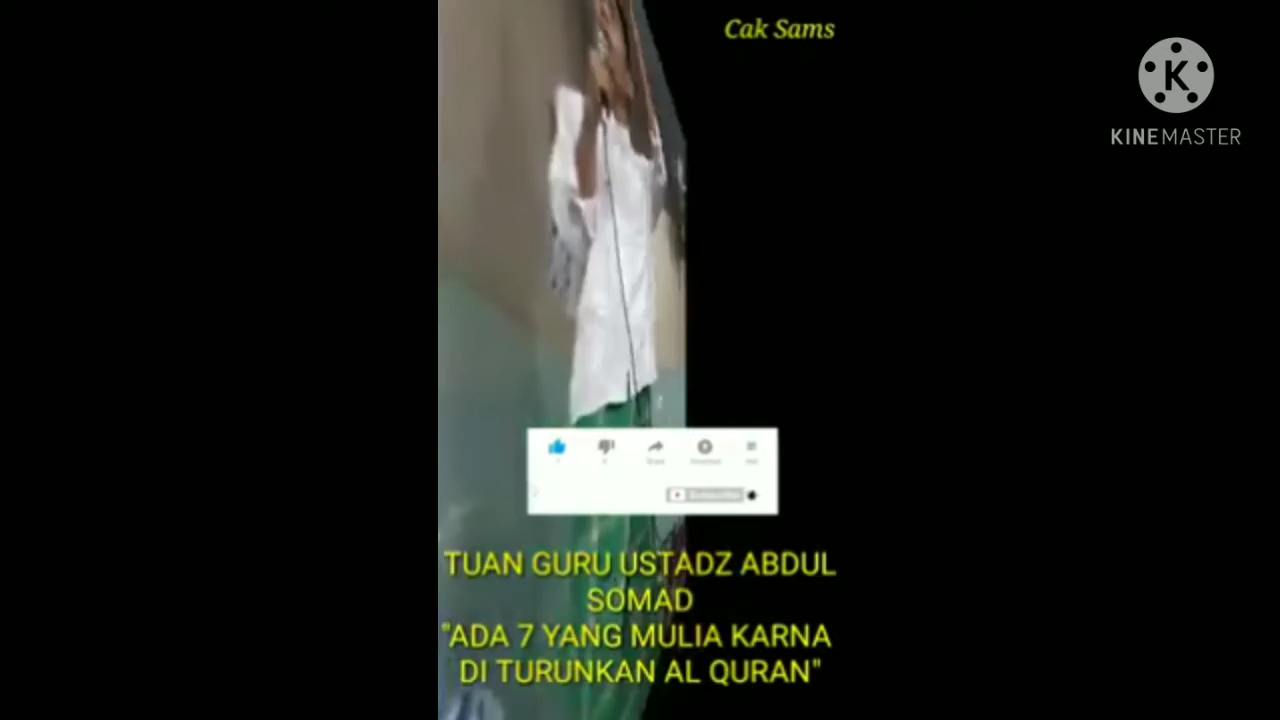 Cak Sams
K
KINEMASTER
TUAN GURU USTADZ ABDUL
SOMAD
"ADA 7 YANG MULIA KARNA
DI TURUNKAN AL QURAN"